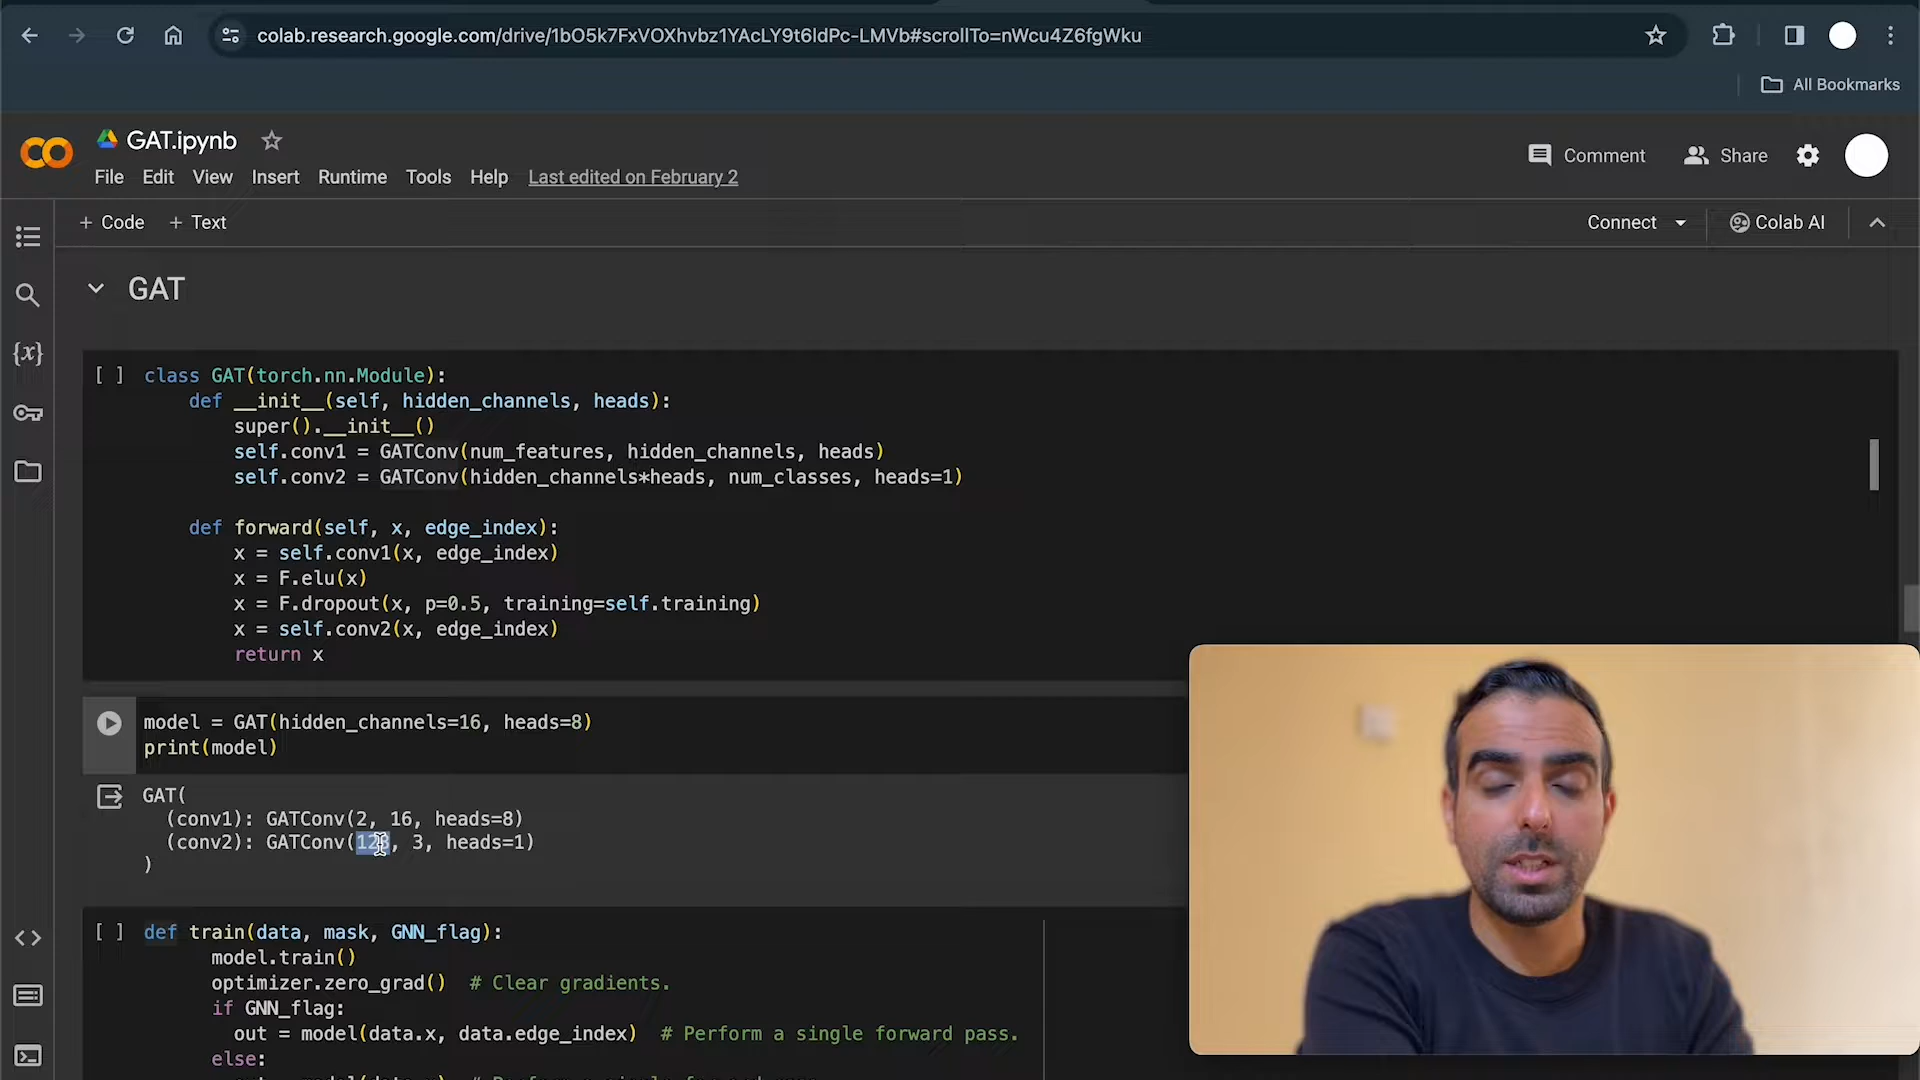 colab.research.google.com/drive/1bO5k7FxVOXhvbz1YAcLY9t6ldPc-LMVb#scrollTo=nWcu4Z6fgWku
All Bookmarks
GAT.ipynb
Comment
Share
File Edit View Insert Runtime Tools Help Last edited on February 2
+ Code + Text
Connect
Colab AI
GAT
{x}
[ ] class GAT(torch.nn.Module):
def __init__(self, hidden_channels, heads):
super().__init__()
self.conv1 = GATConv(num_features, hidden_channels, heads)
self.conv2 = GATConv(hidden_channels*heads, num_classes, heads=1)
def forward(self, x, edge_index):
x = self.conv1(x, edge_index)
x = F.elu(x)
x = F.dropout(x, p=0.5, training=self.training)
x = self.conv2(x, edge_index)
return x
model = GAT(hidden_channels=16, heads=8)
print(model)
GAT(
(conv1): GATConv(2, 16, heads=8)
(conv2): GATConv(128, 3, heads=1)
)
[ ] def train(data, mask, GNN_flag):
model.train()
optimizer.zero_grad() # Clear gradients.
if GNN_flag:
out = model(data.x, data.edge_index) # Perform a single forward pass.
else: